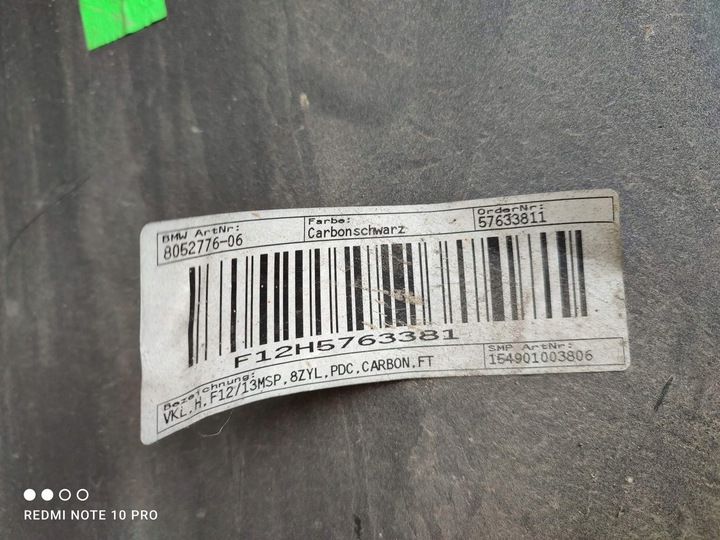 BMW ArtNr:
8052776-06
Farbe:
Carbonschwarz
OrderNr:
57633811
F12H5763381
SMP ArtNr:
154901003806
Bezeichnung:
VKL.H.F12/13MSP.8ZYL.PDC.CARBON.FT
REDMI NOTE 10 PRO